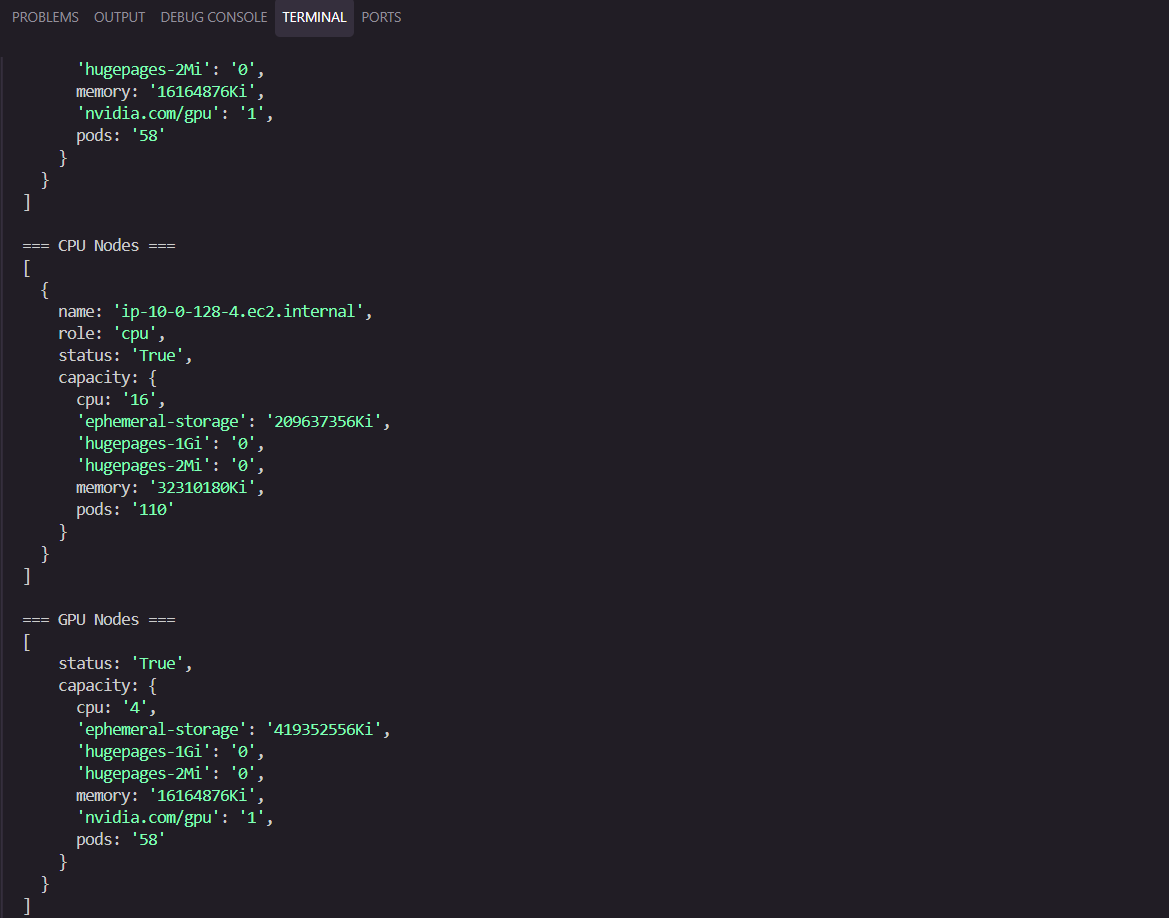 PROBLEMS OUTPUT DEBUG CONSOLE TERMINAL PORTS
'hugepages-2Mi': '0',
memory: '16164876Ki',
'nvidia.com/gpu': '1',
pods: '58'
}
}
]
=== CPU Nodes ===
[
{
name: 'ip-10-0-128-4.ec2.internal',
role: 'cpu',
status: 'True',
capacity: {
cpu: '16',
'ephemeral-storage': '209637356Ki',
'hugepages-1Gi': '0',
'hugepages-2Mi': '0',
memory: '32310180Ki',
pods: '110'
}
}
]
=== GPU Nodes ===
[
status: 'True',
capacity: {
cpu: '4',
'ephemeral-storage': '419352556Ki',
'hugepages-1Gi': '0',
'hugepages-2Mi': '0',
memory: '16164876Ki',
'nvidia.com/gpu': '1',
pods: '58'
}
}
]